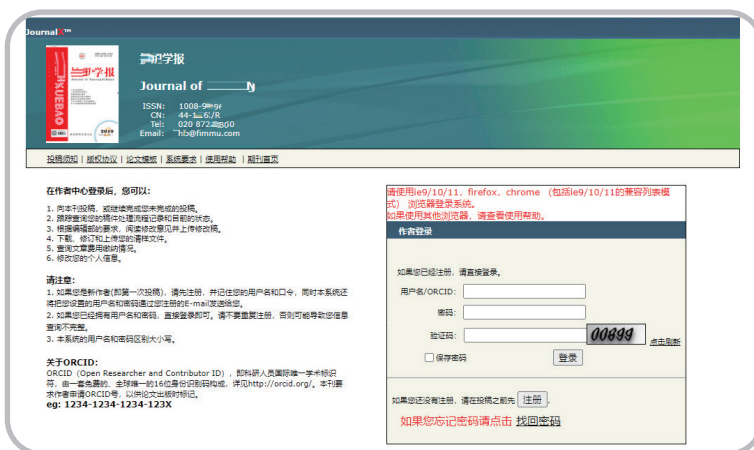 JournalX™
学报
学报
Journal of
ISSN: 1008-
CN: 44-
Tel: 020 872
Email: @fimmu.com
HXUEBAO
2019
投稿须知 | 版权协议 | 论文模板 | 系统要求 | 使用帮助 | 期刊首页
在作者中心登录后，您可以：
1. 向本刊投稿，或继续完成您未完成的投稿。
2. 跟踪查询您的稿件处理流程记录和目前的状态。
3. 根据编辑部的要求，阅读修改意见并上传修改稿。
4. 下载、修订和上传您的清样文件。
5. 查询文章费用缴纳情况。
6. 修改您的个人信息。
请注意：
1. 如果您是新作者(即第一次投稿)，请先注册，并记住您的用户名和口令，同时本系统还
将把您设置的用户名和密码通过您注册的E-mail发送给您。
2. 如果您已经拥有用户名和密码，直接登录即可。请不要重复注册，否则可能导致您信息
查询不完整。
3. 本系统的用户名和密码区别大小写。
关于ORCID:
ORCID（Open Researcher and Contributor ID），即科研人员国际唯一学术标识
符，由一套免费的、全球唯一的16位身份识别码构成，详见http://orcid.org/。本刊要
求作者申请ORCID号，以供论文出版时标记。
eg: 1234-1234-1234-123X
请使用ie9/10/11, firefox, chrome （包括ie9/10/11的兼容列表模
式） 浏览器登录系统。
如果使用其他浏览器，请查看使用帮助。
作者登录
如果您已经注册，请直接登录。
用户名/ORCID:
密码:
验证码: 00699 点击刷新
保存密码 登录
如果您还没有注册，请在投稿之前先 注册 .
如果您忘记密码请点击 找回密码